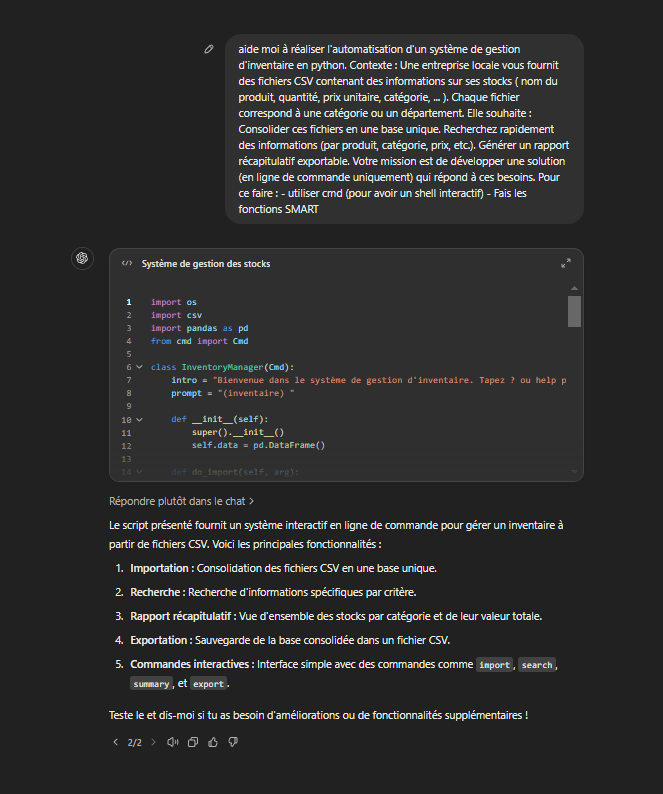 aide moi à réaliser l'automatisation d'un système de gestion
d'inventaire en python. Contexte : Une entreprise locale vous fournit
des fichiers CSV contenant des informations sur ses stocks ( nom du
produit, quantité, prix unitaire, catégorie, ... ). Chaque fichier
correspond à une catégorie ou un département. Elle souhaite :
Consolider ces fichiers en une base unique. Recherchez rapidement
des informations (par produit, catégorie, prix, etc.). Générer un rapport
récapitulatif exportable. Votre mission est de développer une solution
(en ligne de commande uniquement) qui répond à ces besoins. Pour
ce faire : - utiliser cmd (pour avoir un shell interactif) - Fais les
fonctions SMART
Système de gestion des stocks
1 import os
2 import csv
3 import pandas as pd
4 from cmd import Cmd
5
6 class InventoryManager(Cmd):
7 intro = "Bienvenue dans le système de gestion d'inventaire. Tapez ? ou help p
8 prompt = "(inventaire) "
9
10 def __init__(self):
11 super().__init__()
12 self.data = pd.DataFrame()
13
14 def do_import(self, arg):
Répondre plutôt dans le chat >
Le script présenté fournit un système interactif en ligne de commande pour gérer un inventaire à
partir de fichiers CSV. Voici les principales fonctionnalités :
1. Importation : Consolidation des fichiers CSV en une base unique.
2. Recherche : Recherche d'informations spécifiques par critère.
3. Rapport récapitulatif : Vue d'ensemble des stocks par catégorie et de leur valeur totale.
4. Exportation : Sauvegarde de la base consolidée dans un fichier CSV.
5. Commandes interactives : Interface simple avec des commandes comme import, search,
summary, et export.
Teste le et dis-moi si tu as besoin d'améliorations ou de fonctionnalités supplémentaires !
< 2/2 >